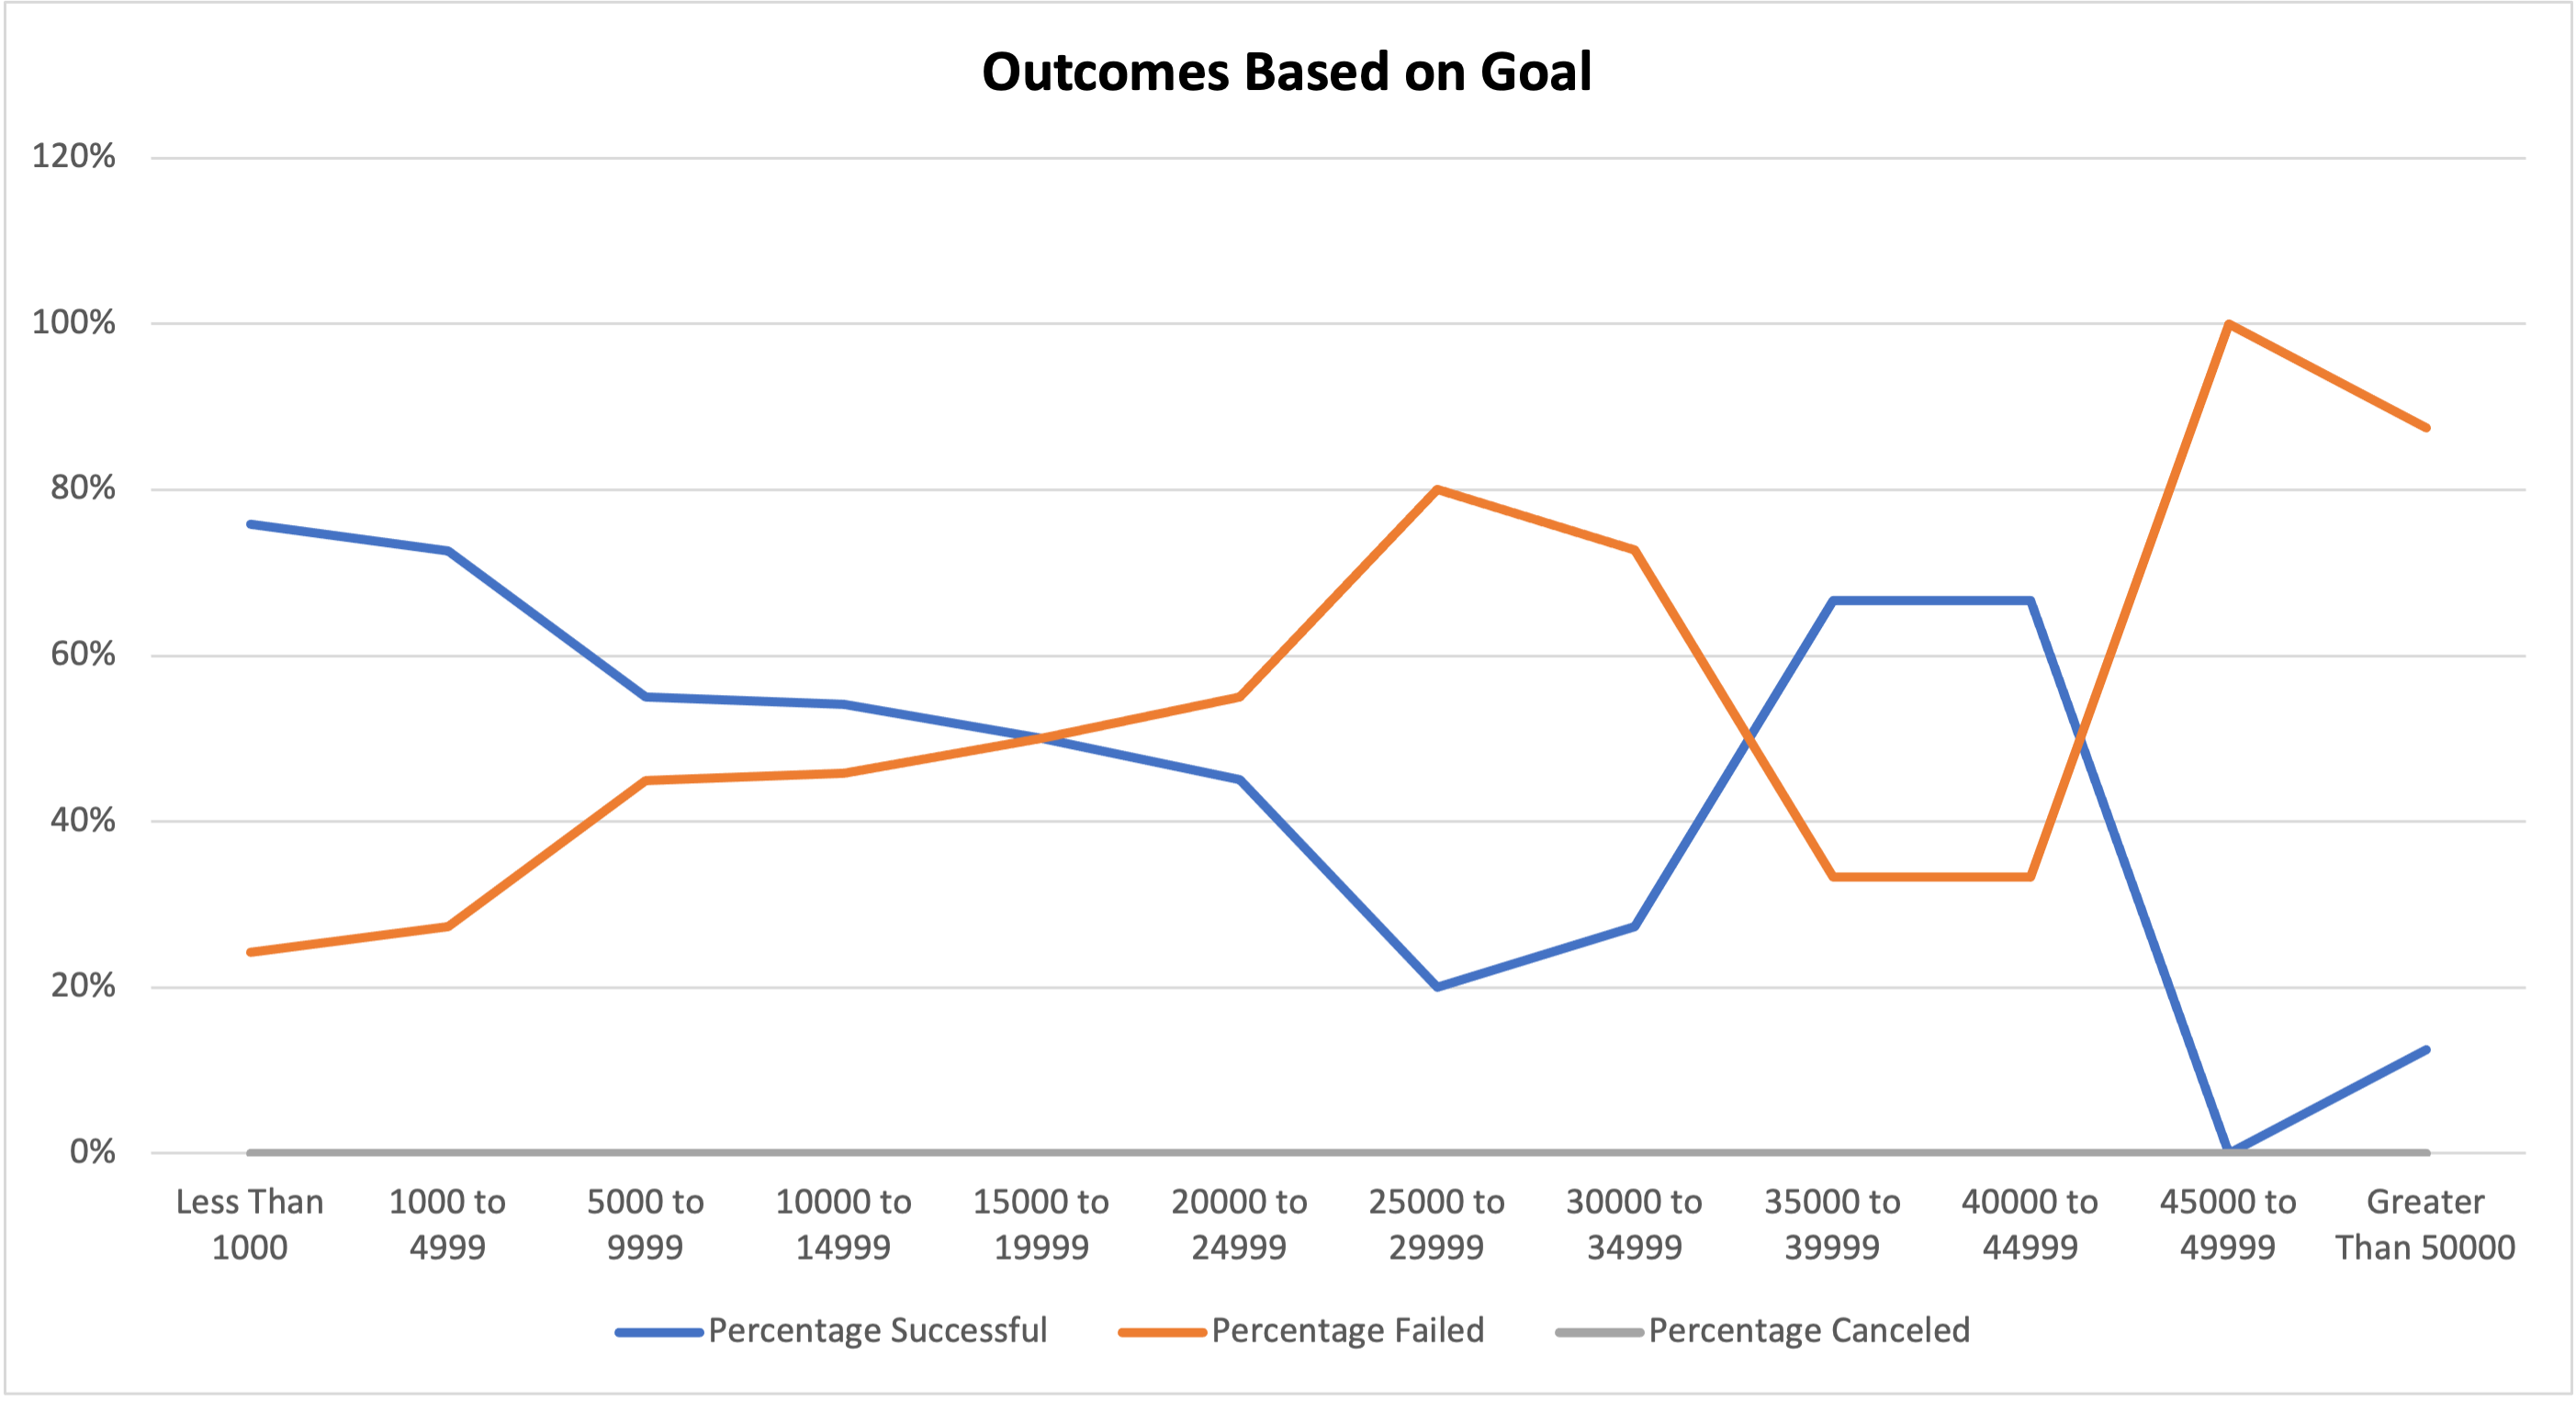 Outcomes Based on Goal
120%
100%
80%
60%
40%
20%
0%
Less Than 1000 to 5000 to 10000 to 15000 to 20000 to 25000 to 30000 to 35000 to 40000 to 45000 to Greater
1000 4999 9999 14999 19999 24999 29999 34999 39999 44999 49999 Than 50000
Percentage Successful Percentage Failed Percentage Canceled